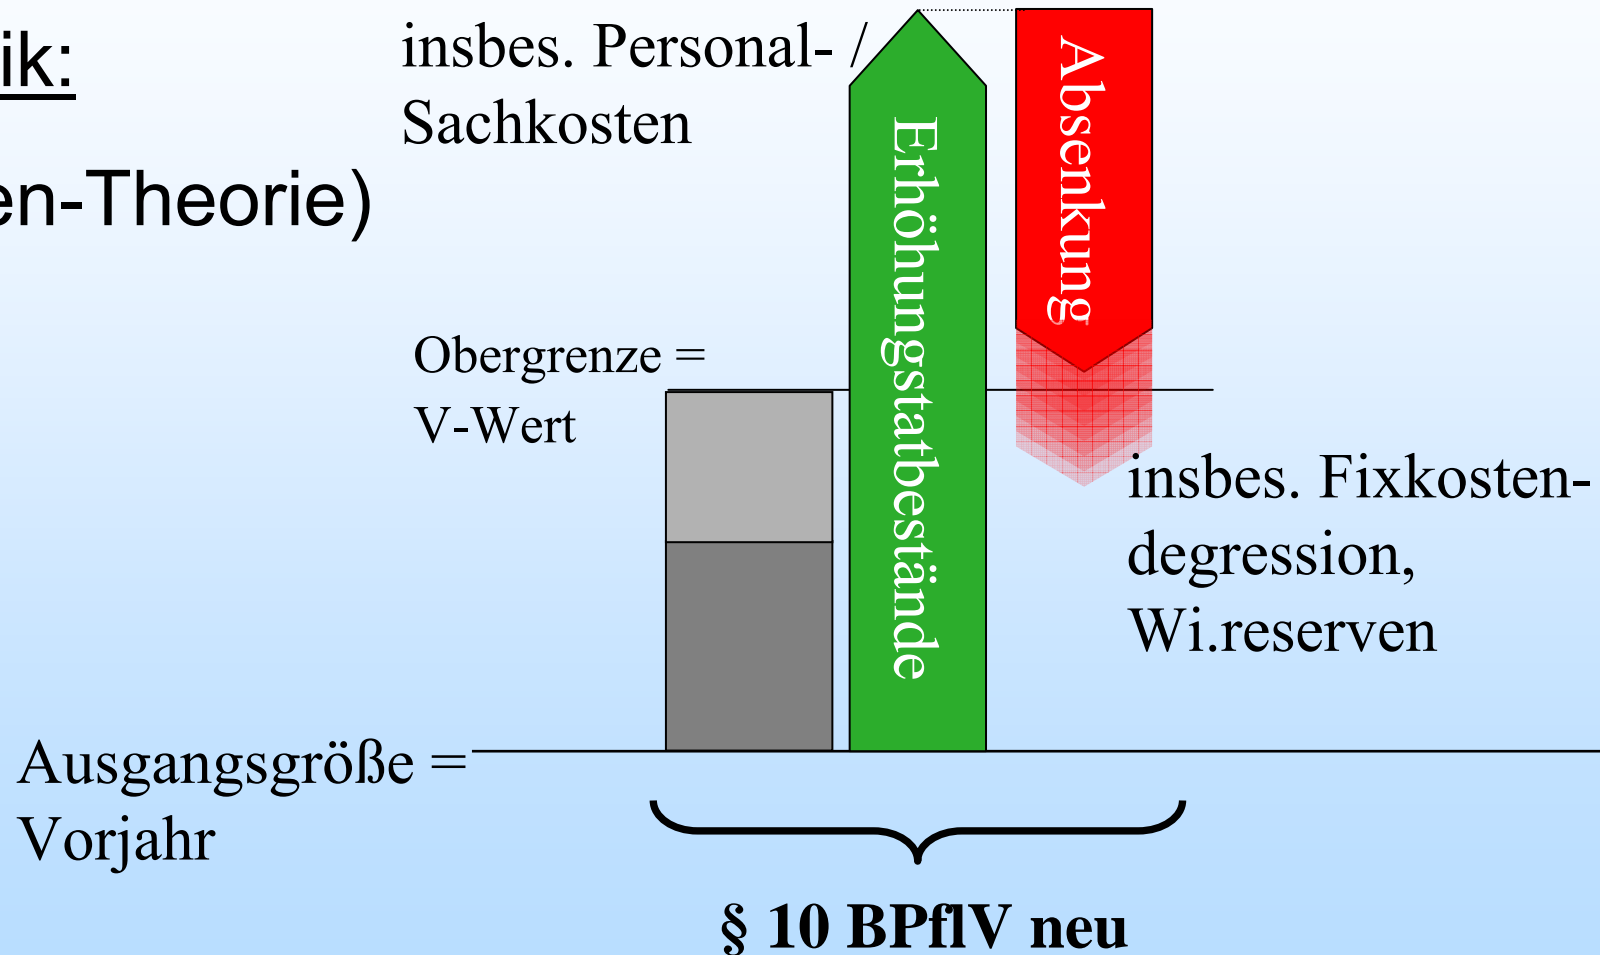 ik:
en-Theorie)
insbes. Personal- /
Sachkosten
Erhöhungstatbestände
Absenkung
Obergrenze =
V-Wert
insbes. Fixkosten-
degression,
Wi.reserven
Ausgangsgröße =
Vorjahr
§ 10 BPflV neu